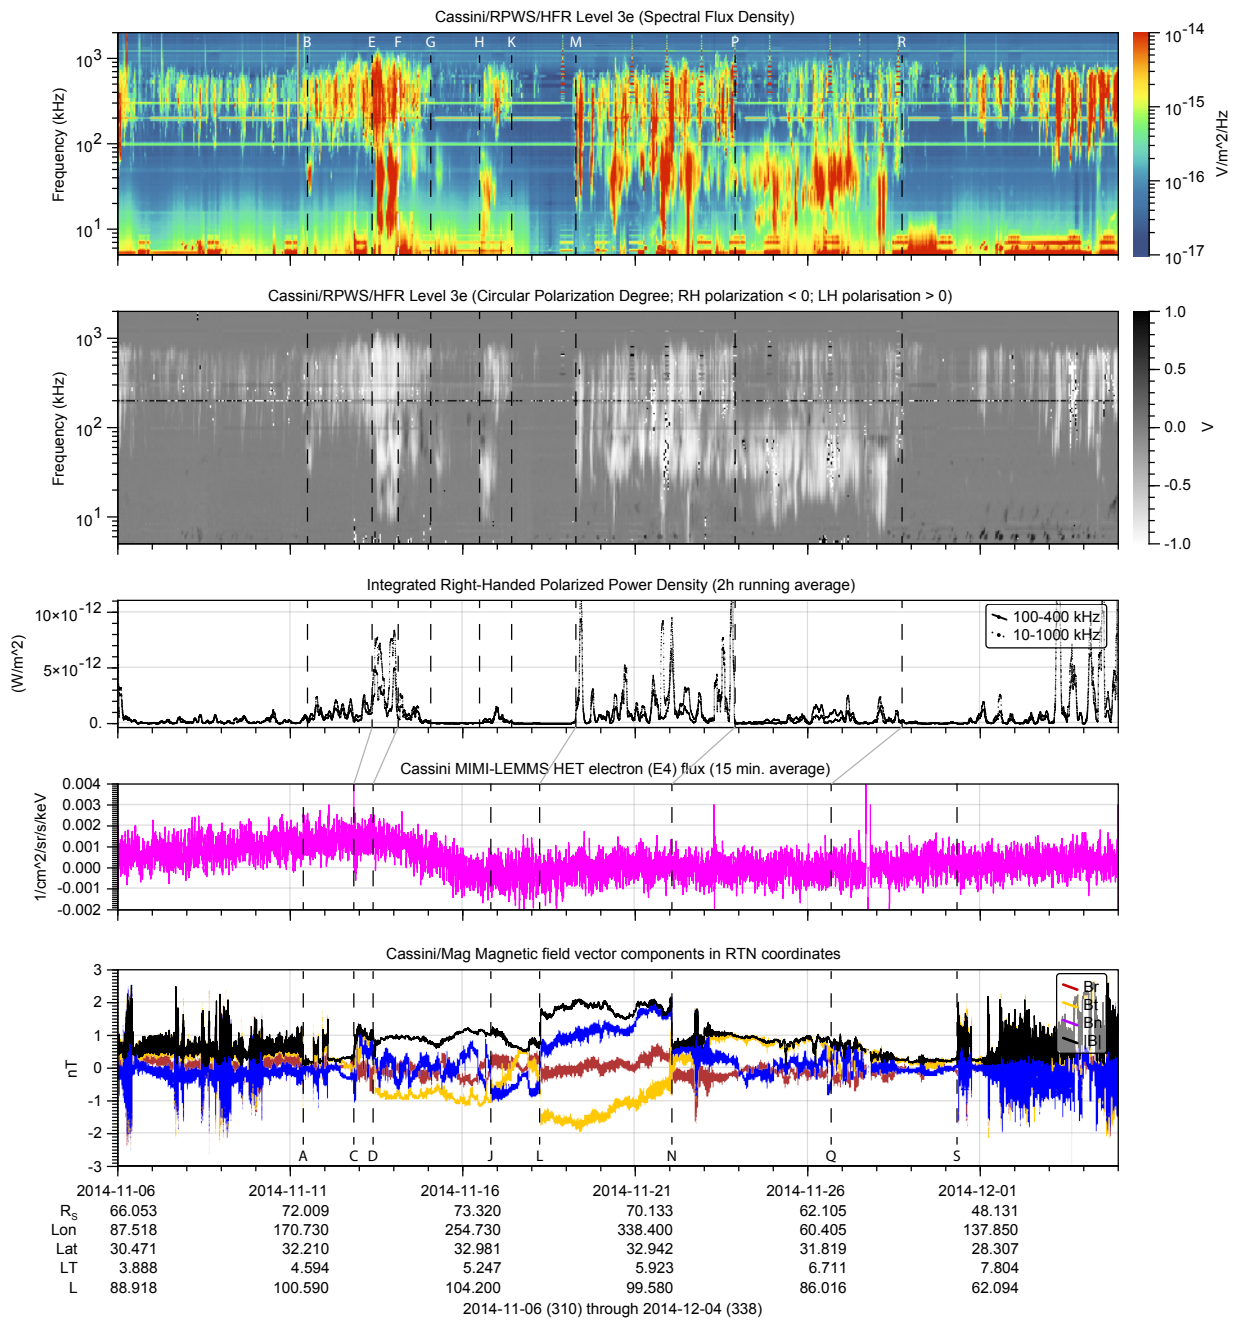 Cassini/RPWS/HFR Level 3e (Spectral Flux Density)
B E F G H K M P R
10^3
10^2
10^1
Frequency (kHz)
10^-14
10^-15
10^-16
10^-17
V/m^2/Hz
Cassini/RPWS/HFR Level 3e (Circular Polarization Degree; RH polarization < 0; LH polarisation > 0)
10^3
10^2
10^1
Frequency (kHz)
1.0
0.5
0.0
-0.5
-1.0
V
Integrated Right-Handed Polarized Power Density (2h running average)
10×10^-12
5×10^-12
0.
(W/m^2)
100-400 kHz
10-1000 kHz
Cassini MIMI-LEMMS HET electron (E4) flux (15 min. average)
0.004
0.003
0.002
0.001
0.000
-0.001
-0.002
1/cm^2/sr/s/keV
Cassini/Mag Magnetic field vector components in RTN coordinates
3
2
1
0
-1
-2
-3
nT
Br
Bt
Bn
|B|
A C D J L N Q S
2014-11-06 2014-11-11 2014-11-16 2014-11-21 2014-11-26 2014-12-01
R_S 66.053 72.009 73.320 70.133 62.105 48.131
Lon 87.518 170.730 254.730 338.400 60.405 137.850
Lat 30.471 32.210 32.981 32.942 31.819 28.307
LT 3.888 4.594 5.247 5.923 6.711 7.804
L 88.918 100.590 104.200 99.580 86.016 62.094
2014-11-06 (310) through 2014-12-04 (338)